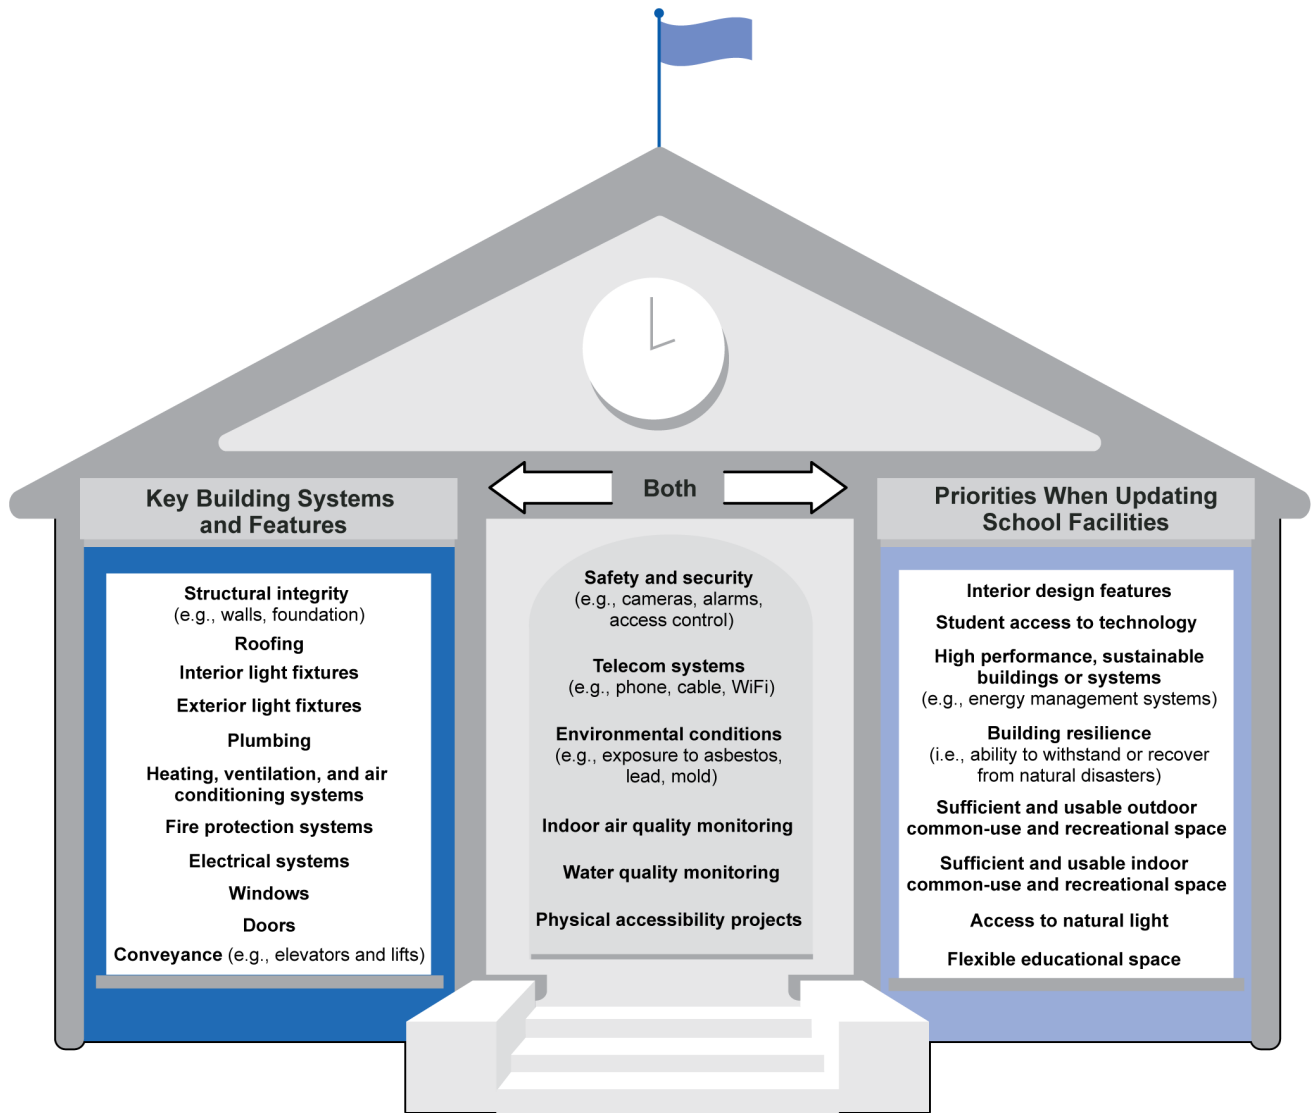 Key Building Systems
and Features
Structural integrity
(e.g., walls, foundation)
Roofing
Interior light fixtures
Exterior light fixtures
Plumbing
Heating, ventilation, and air
conditioning systems
Fire protection systems
Electrical systems
Windows
Doors
Conveyance (e.g., elevators and lifts)
Both
Safety and security
(e.g., cameras, alarms,
access control)
Telecom systems
(e.g., phone, cable, WiFi)
Environmental conditions
(e.g., exposure to asbestos,
lead, mold)
Indoor air quality monitoring
Water quality monitoring
Physical accessibility projects
Priorities When Updating
School Facilities
Interior design features
Student access to technology
High performance, sustainable
buildings or systems
(e.g., energy management systems)
Building resilience
(i.e., ability to withstand or recover
from natural disasters)
Sufficient and usable outdoor
common-use and recreational space
Sufficient and usable indoor
common-use and recreational space
Access to natural light
Flexible educational space